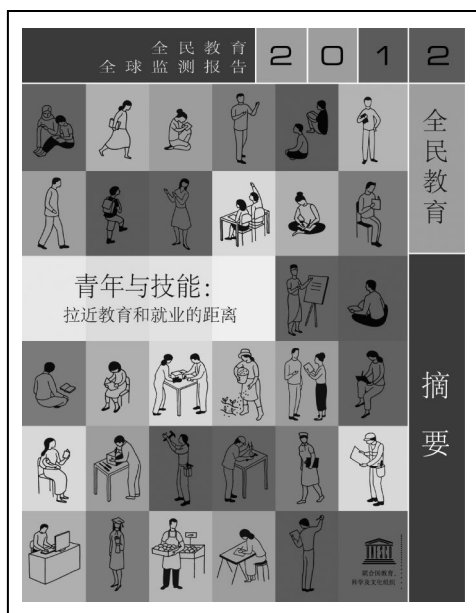 全民教育
全球监测报告
2012
全民教育
摘要
青年与技能：
拉近教育和就业的距离
联合国教育、
科学及文化组织